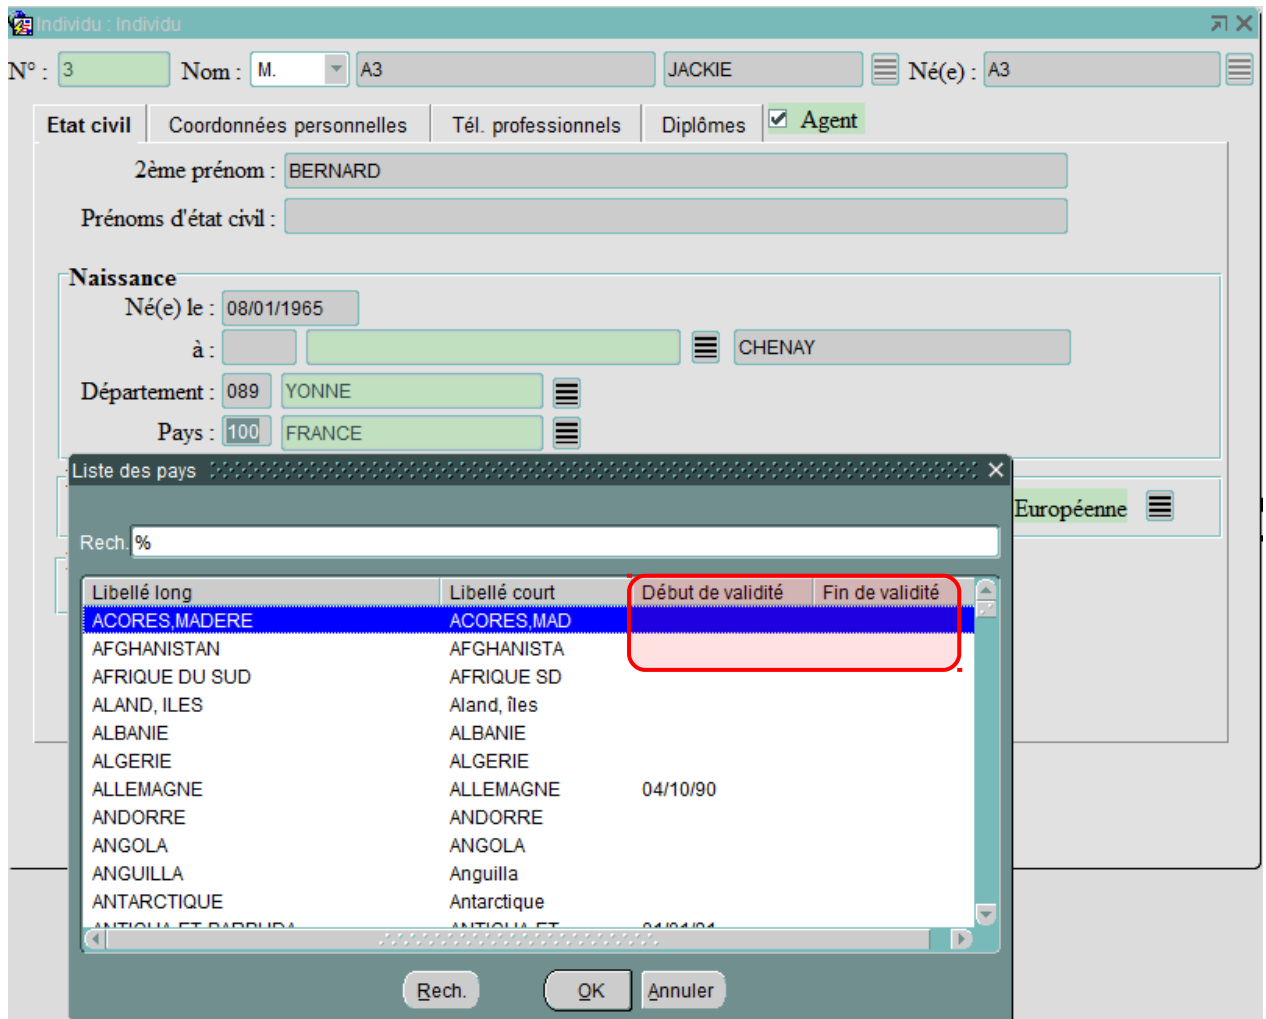 Individu : Individu
N° : 3 Nom : M. A3 JACKIE Né(e) : A3
Etat civil Coordonnées personnelles Tél. professionnels Diplômes Agent
2ème prénom : BERNARD
Prénoms d'état civil :
Naissance
Né(e) le : 08/01/1965
à : CHENAY
Département : 089 YONNE
Pays : 100 FRANCE
Liste des pays
Européenne
Rech. %
Libellé long Libellé court Début de validité Fin de validité
ACORES,MADERE ACORES,MAD
AFGHANISTAN AFGHANISTA
AFRIQUE DU SUD AFRIQUE SD
ALAND, ILES Aland, îles
ALBANIE ALBANIE
ALGERIE ALGERIE
ALLEMAGNE ALLEMAGNE 04/10/90
ANDORRE ANDORRE
ANGOLA ANGOLA
ANGUILLA Anguilla
ANTARCTIQUE Antarctique
Rech. OK Annuler